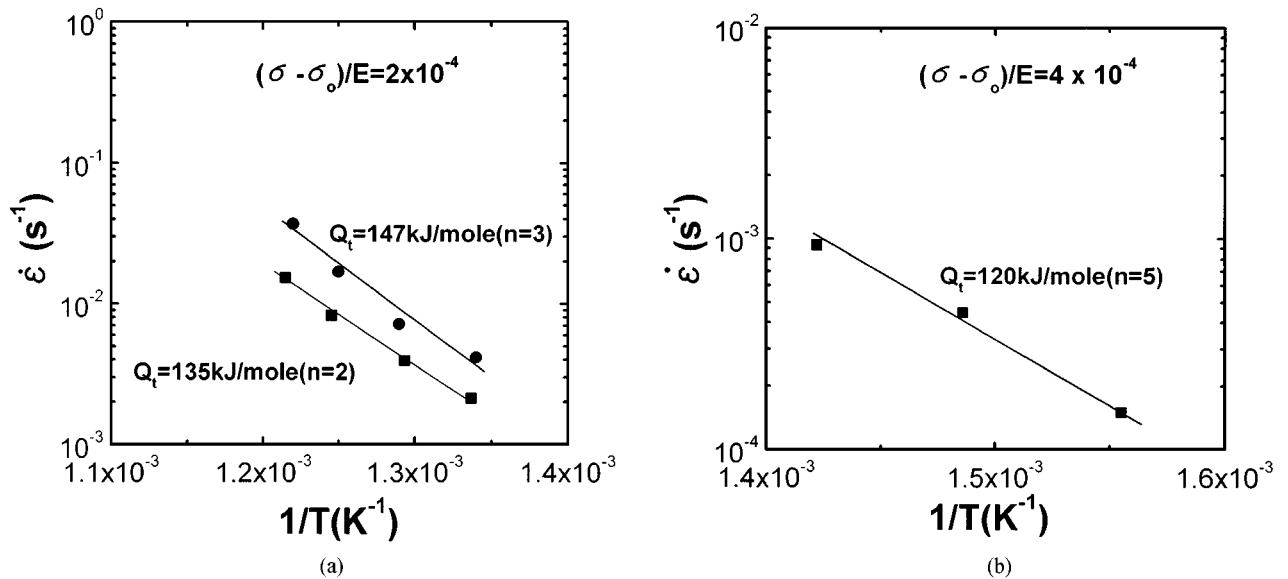 10⁰
10⁻¹
10⁻²
10⁻³
ε̇ (s⁻¹)
(σ - σₒ)/E=2x10⁻⁴
Qₜ=147kJ/mole(n=3)
Qₜ=135kJ/mole(n=2)
1.1x10⁻³ 1.2x10⁻³ 1.3x10⁻³ 1.4x10⁻³
1/T(K⁻¹)
(a)
10⁻²
10⁻³
10⁻⁴
ε̇ (s⁻¹)
(σ - σₒ)/E=4 x 10⁻⁴
Qₜ=120kJ/mole(n=5)
1.4x10⁻³ 1.5x10⁻³ 1.6x10⁻³
1/T(K⁻¹)
(b)